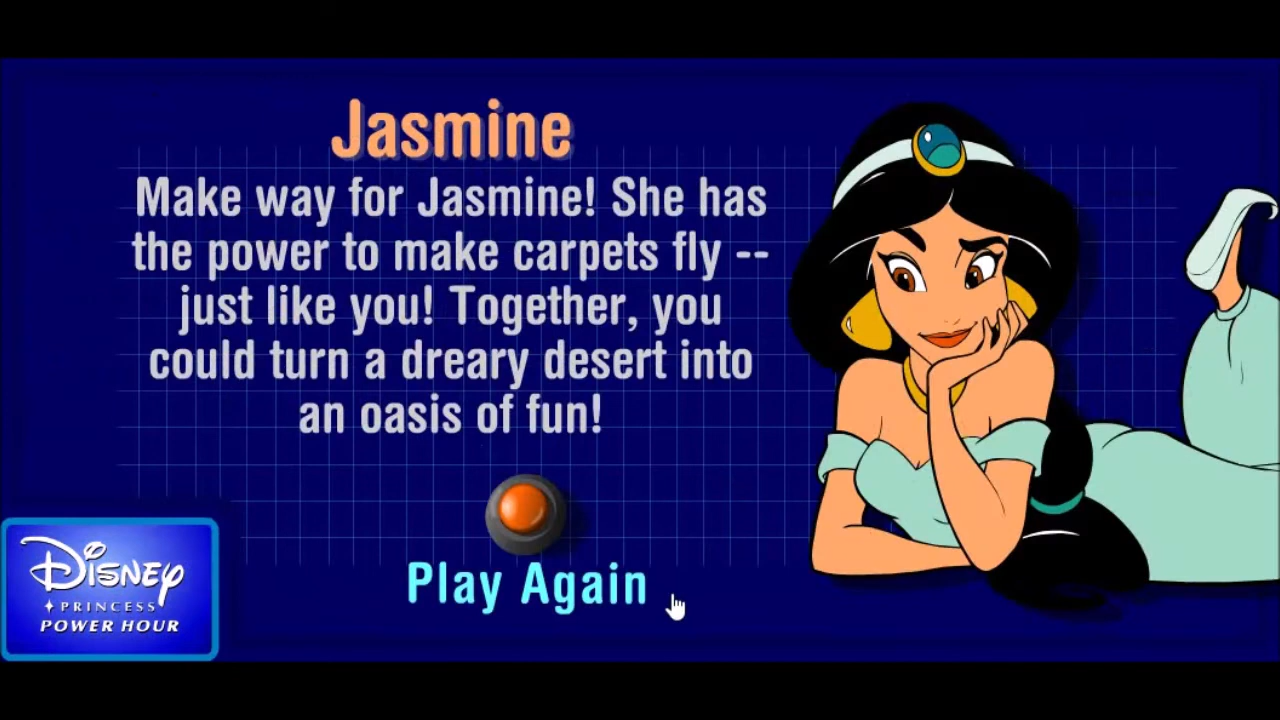 Jasmine
Make way for Jasmine! She has
the power to make carpets fly --
just like you! Together, you
could turn a dreary desert into
an oasis of fun!
Play Again
Disney
PRINCESS
POWER HOUR